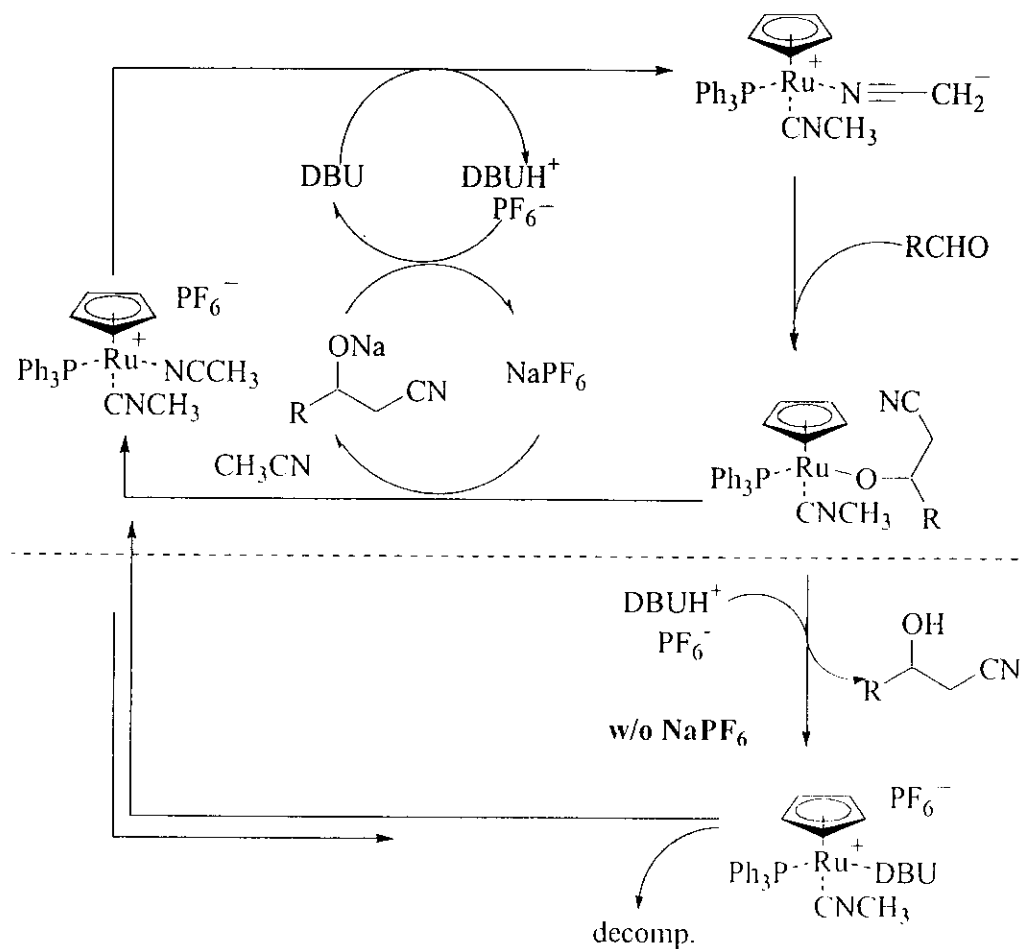 Ru+
Ph3P
N≡CH2−
CNCH3
DBU
DBUH+
PF6−
RCHO
PF6−
Ru+
Ph3P
NCCH3
CNCH3
ONa
R
CN
NaPF6
CH3CN
NC
Ru
Ph3P
O
CNCH3
R
DBUH+
PF6-
OH
R
CN
w/o NaPF6
PF6−
Ru+
Ph3P
DBU
CNCH3
decomp.